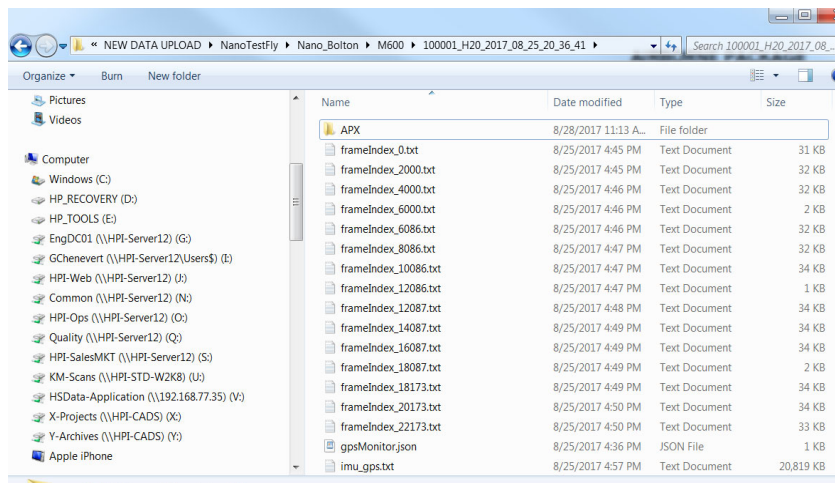 « NEW DATA UPLOAD ▸ NanoTestFly ▸ Nano_Bolton ▸ M600 ▸ 100001_H20_2017_08_25_20_36_41 ▸ Search 100001_H20_2017_08_...
Organize Burn New folder
Pictures
Videos
Computer
Windows (C:)
HP_RECOVERY (D:)
HP_TOOLS (E:)
EngDC01 (\\HPI-Server12) (G:)
GChenevert (\\HPI-Server12\Users$) (I:)
HPI-Web (\\HPI-Server12) (J:)
Common (\\HPI-Server12) (N:)
HPI-Ops (\\HPI-Server12) (O:)
Quality (\\HPI-Server12) (Q:)
HPI-SalesMKT (\\HPI-Server12) (S:)
KM-Scans (\\HPI-STD-W2K8) (U:)
HSData-Application (\\192.168.77.35) (V:)
X-Projects (\\HPI-CADS) (X:)
Y-Archives (\\HPI-CADS) (Y:)
Apple iPhone
Name Date modified Type Size
APX 8/28/2017 11:13 A... File folder
frameIndex_0.txt 8/25/2017 4:45 PM Text Document 31 KB
frameIndex_2000.txt 8/25/2017 4:45 PM Text Document 32 KB
frameIndex_4000.txt 8/25/2017 4:46 PM Text Document 32 KB
frameIndex_6000.txt 8/25/2017 4:46 PM Text Document 2 KB
frameIndex_6086.txt 8/25/2017 4:46 PM Text Document 32 KB
frameIndex_8086.txt 8/25/2017 4:47 PM Text Document 32 KB
frameIndex_10086.txt 8/25/2017 4:47 PM Text Document 34 KB
frameIndex_12086.txt 8/25/2017 4:47 PM Text Document 1 KB
frameIndex_12087.txt 8/25/2017 4:48 PM Text Document 34 KB
frameIndex_14087.txt 8/25/2017 4:49 PM Text Document 34 KB
frameIndex_16087.txt 8/25/2017 4:49 PM Text Document 34 KB
frameIndex_18087.txt 8/25/2017 4:49 PM Text Document 2 KB
frameIndex_18173.txt 8/25/2017 4:49 PM Text Document 34 KB
frameIndex_20173.txt 8/25/2017 4:50 PM Text Document 34 KB
frameIndex_22173.txt 8/25/2017 4:50 PM Text Document 33 KB
gpsMonitor.json 8/25/2017 4:36 PM JSON File 1 KB
imu_gps.txt 8/25/2017 4:57 PM Text Document 20,819 KB